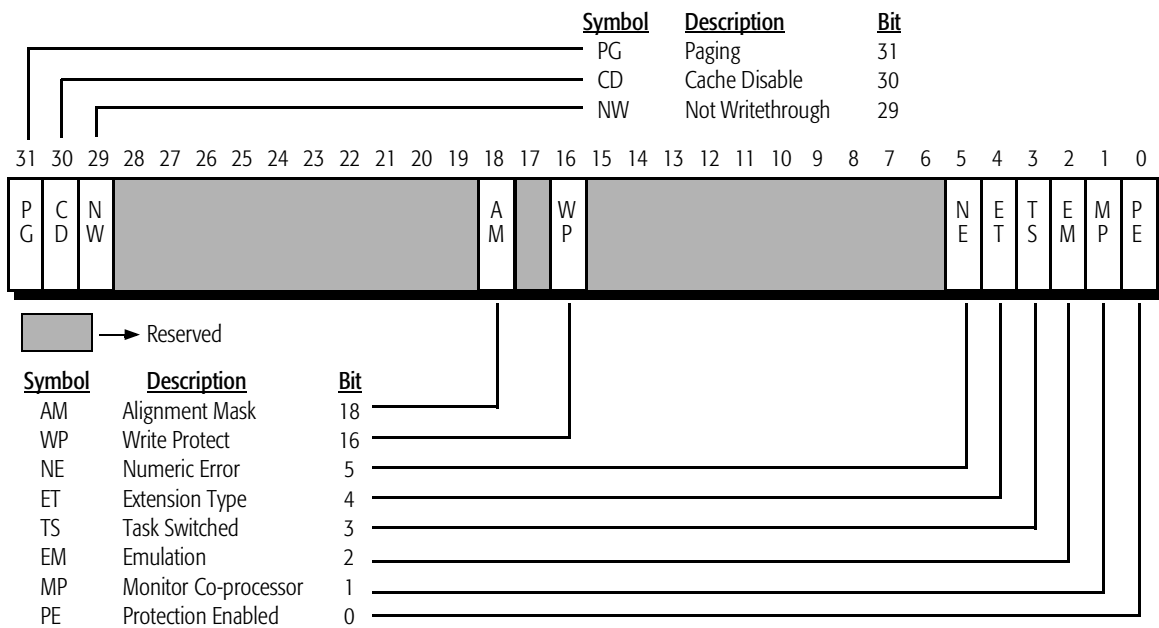 Symbol Description Bit
PG Paging 31
CD Cache Disable 30
NW Not Writethrough 29
31 30 29 28 27 26 25 24 23 22 21 20 19 18 17 16 15 14 13 12 11 10 9 8 7 6 5 4 3 2 1 0
P C N A W N E T E M P
G D W M P E T S M P E
Reserved
Symbol Description Bit
AM Alignment Mask 18
WP Write Protect 16
NE Numeric Error 5
ET Extension Type 4
TS Task Switched 3
EM Emulation 2
MP Monitor Co-processor 1
PE Protection Enabled 0